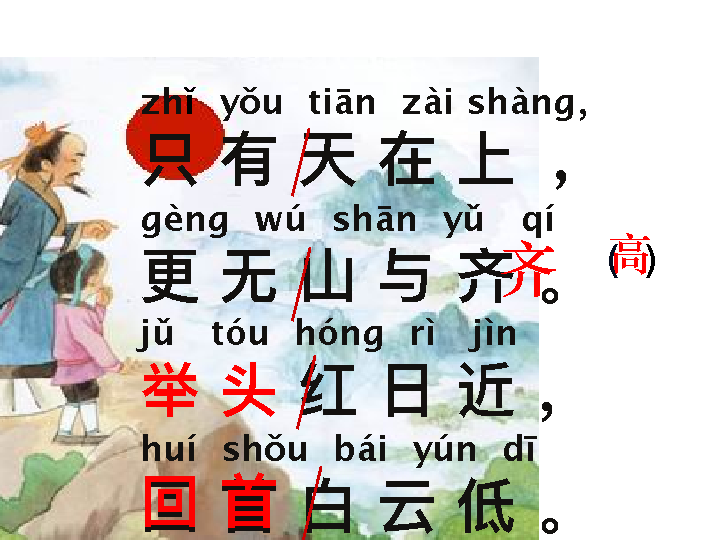 zhǐ yǒu tiān zài shàng,
只有天在上，
gèng wú shān yǔ qí
更无山与齐。齐（高）
jǔ tóu hóng rì jìn
举头红日近，
huí shǒu bái yún dī
回首白云低。